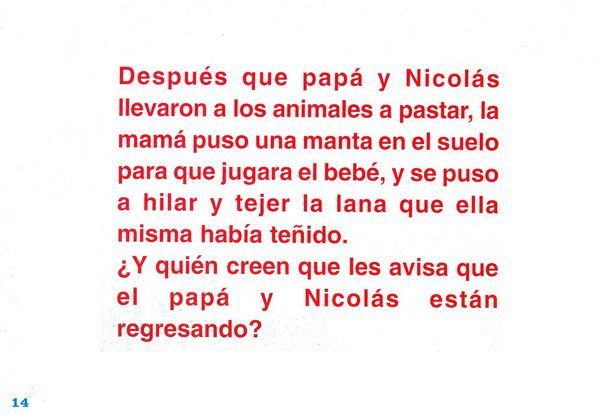 Después que papá y Nicolás
llevaron a los animales a pastar, la
mamá puso una manta en el suelo
para que jugara el bebé, y se puso
a hilar y tejer la lana que ella
misma había teñido.
¿Y quién creen que les avisa que
el papá y Nicolás están
regresando?
14